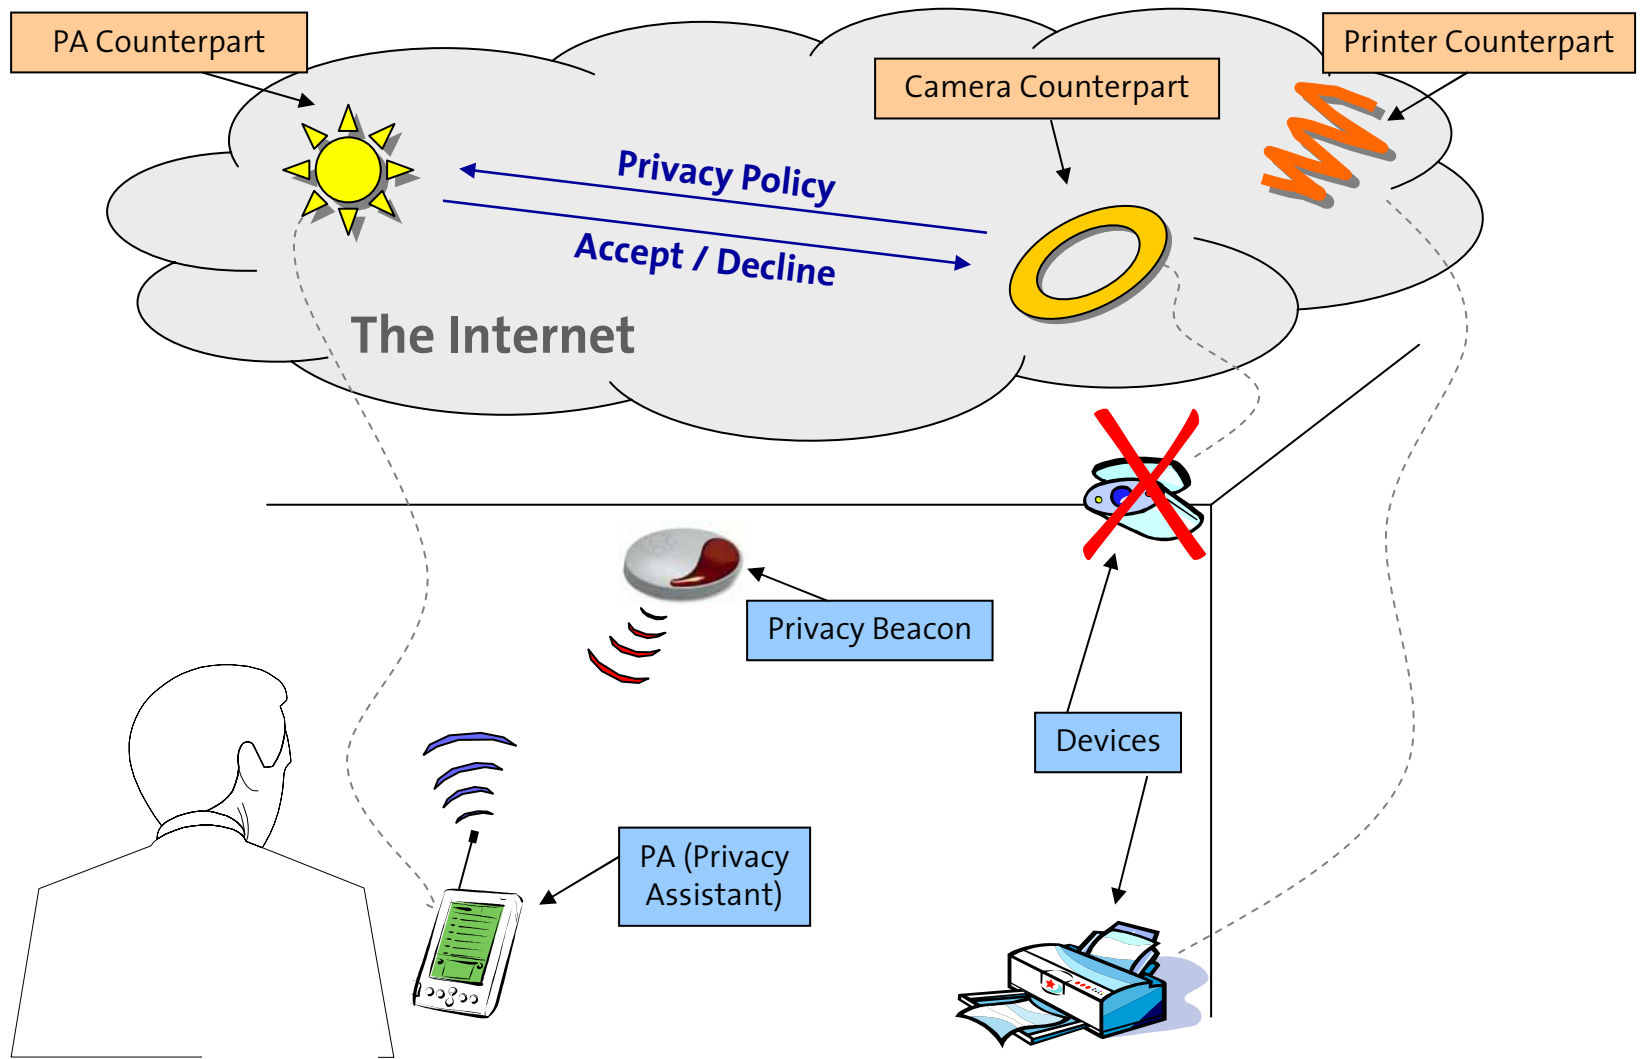 PA Counterpart
Printer Counterpart
Camera Counterpart
Privacy Policy
Accept / Decline
The Internet
Privacy Beacon
Devices
PA (Privacy
Assistant)